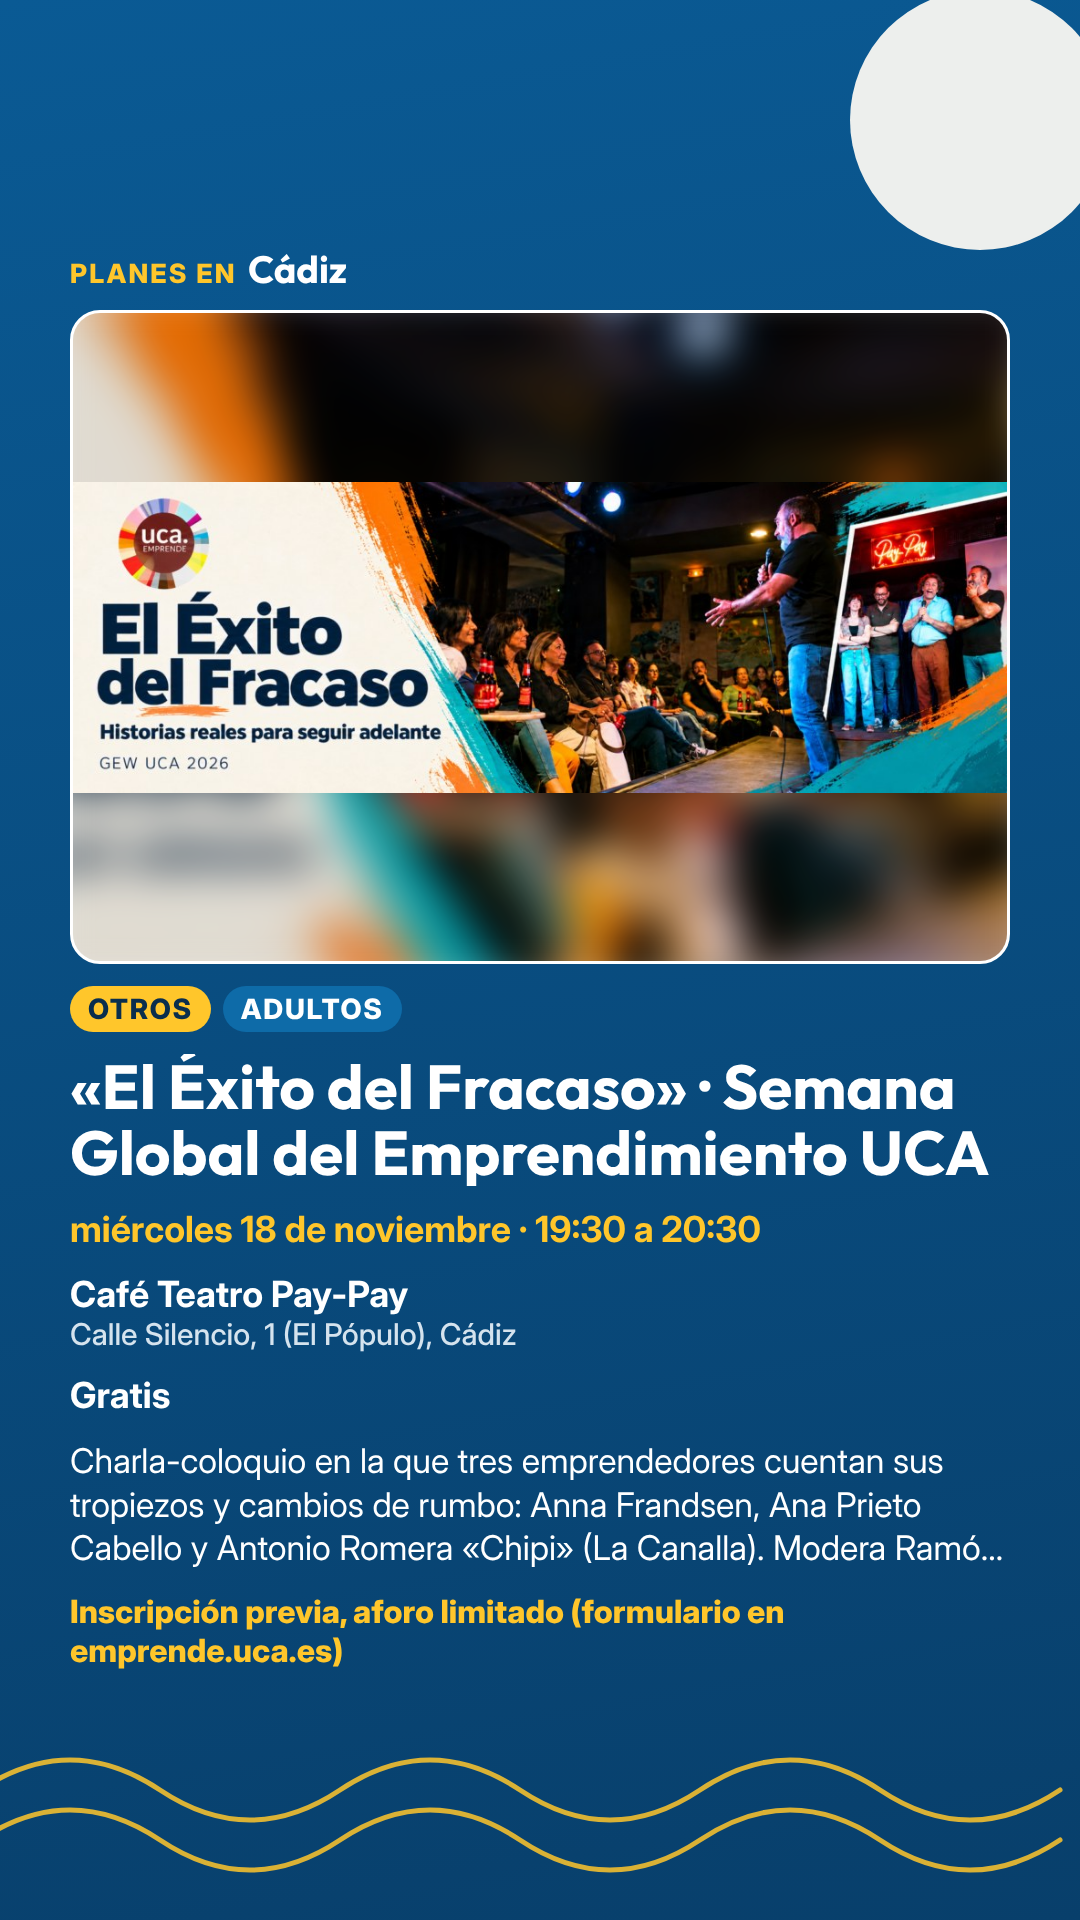 PLANES EN Cádiz
uca.
EMPRENDE
El Éxito
del Fracaso
Historias reales para seguir adelante
GEW UCA 2026
Pay Pay
OTROS ADULTOS
«El Éxito del Fracaso» · Semana
Global del Emprendimiento UCA
miércoles 18 de noviembre · 19:30 a 20:30
Café Teatro Pay-Pay
Calle Silencio, 1 (El Pópulo), Cádiz
Gratis
Charla-coloquio en la que tres emprendedores cuentan sus
tropiezos y cambios de rumbo: Anna Frandsen, Ana Prieto
Cabello y Antonio Romera «Chipi» (La Canalla). Modera Ramó...
Inscripción previa, aforo limitado (formulario en
emprende.uca.es)